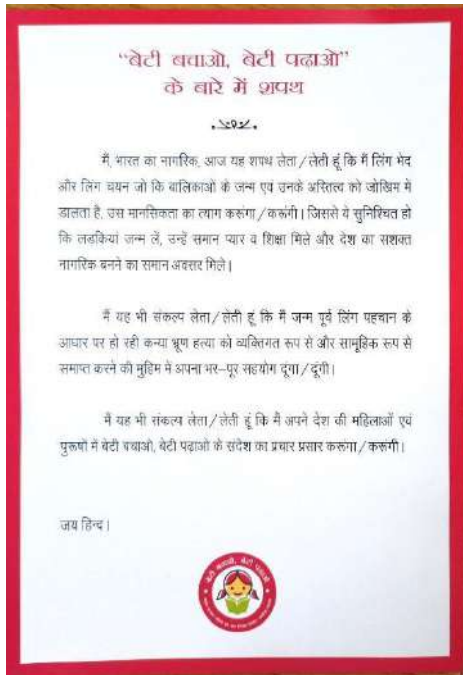 “बेटी बचाओ, बेटी पढ़ाओ”
के बारे में शपथ
मैं, भारत का नागरिक, आज यह शपथ लेता/लेती हूं कि मैं लिंग भेद
और लिंग चयन जो कि बालिकाओं के जन्म एवं उनके अस्तित्व को जोखिम में
डालता है, उस मानसिकता का त्याग करूंगा/करूंगी। जिससे ये सुनिश्चित हो
कि लडकियां जन्म लें, उन्हें समान प्यार व शिक्षा मिले और देश का सशक्त
नागरिक बनने का समान अवसर मिले।
मैं यह भी संकल्प लेता/लेती हूं कि मैं जन्म पूर्व लिंग पहचान के
आधार पर हो रही कन्या भ्रूण हत्या को व्यक्तिगत रूप से और सामूहिक रूप से
समाप्त करने की मुहिम में अपना भर–पूर सहयोग दूंगा/दूंगी।
मैं यह भी संकल्प लेता/लेती हूं कि मैं अपने देश की महिलाओं एवं
पुरूषों में बेटी बचाओ, बेटी पढ़ाओ के संदेश का प्रचार प्रसार करूंगा/करूंगी।
जय हिन्द।
बेटी बचाओ, बेटी पढ़ाओ